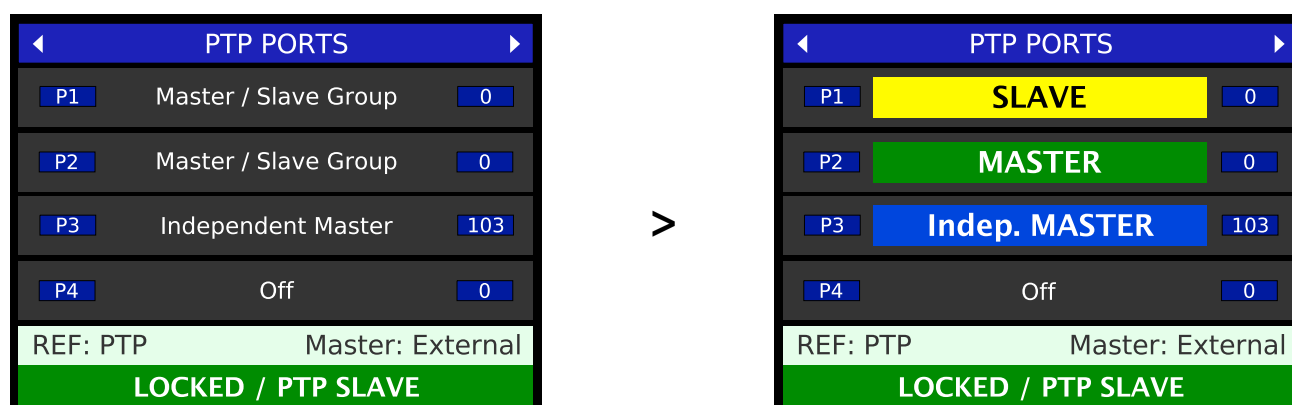 PTP PORTS
P1 Master / Slave Group 0
P2 Master / Slave Group 0
P3 Independent Master 103
P4 Off 0
REF: PTP Master: External
LOCKED / PTP SLAVE
>
PTP PORTS
P1 SLAVE 0
P2 MASTER 0
P3 Indep. MASTER 103
P4 Off 0
REF: PTP Master: External
LOCKED / PTP SLAVE